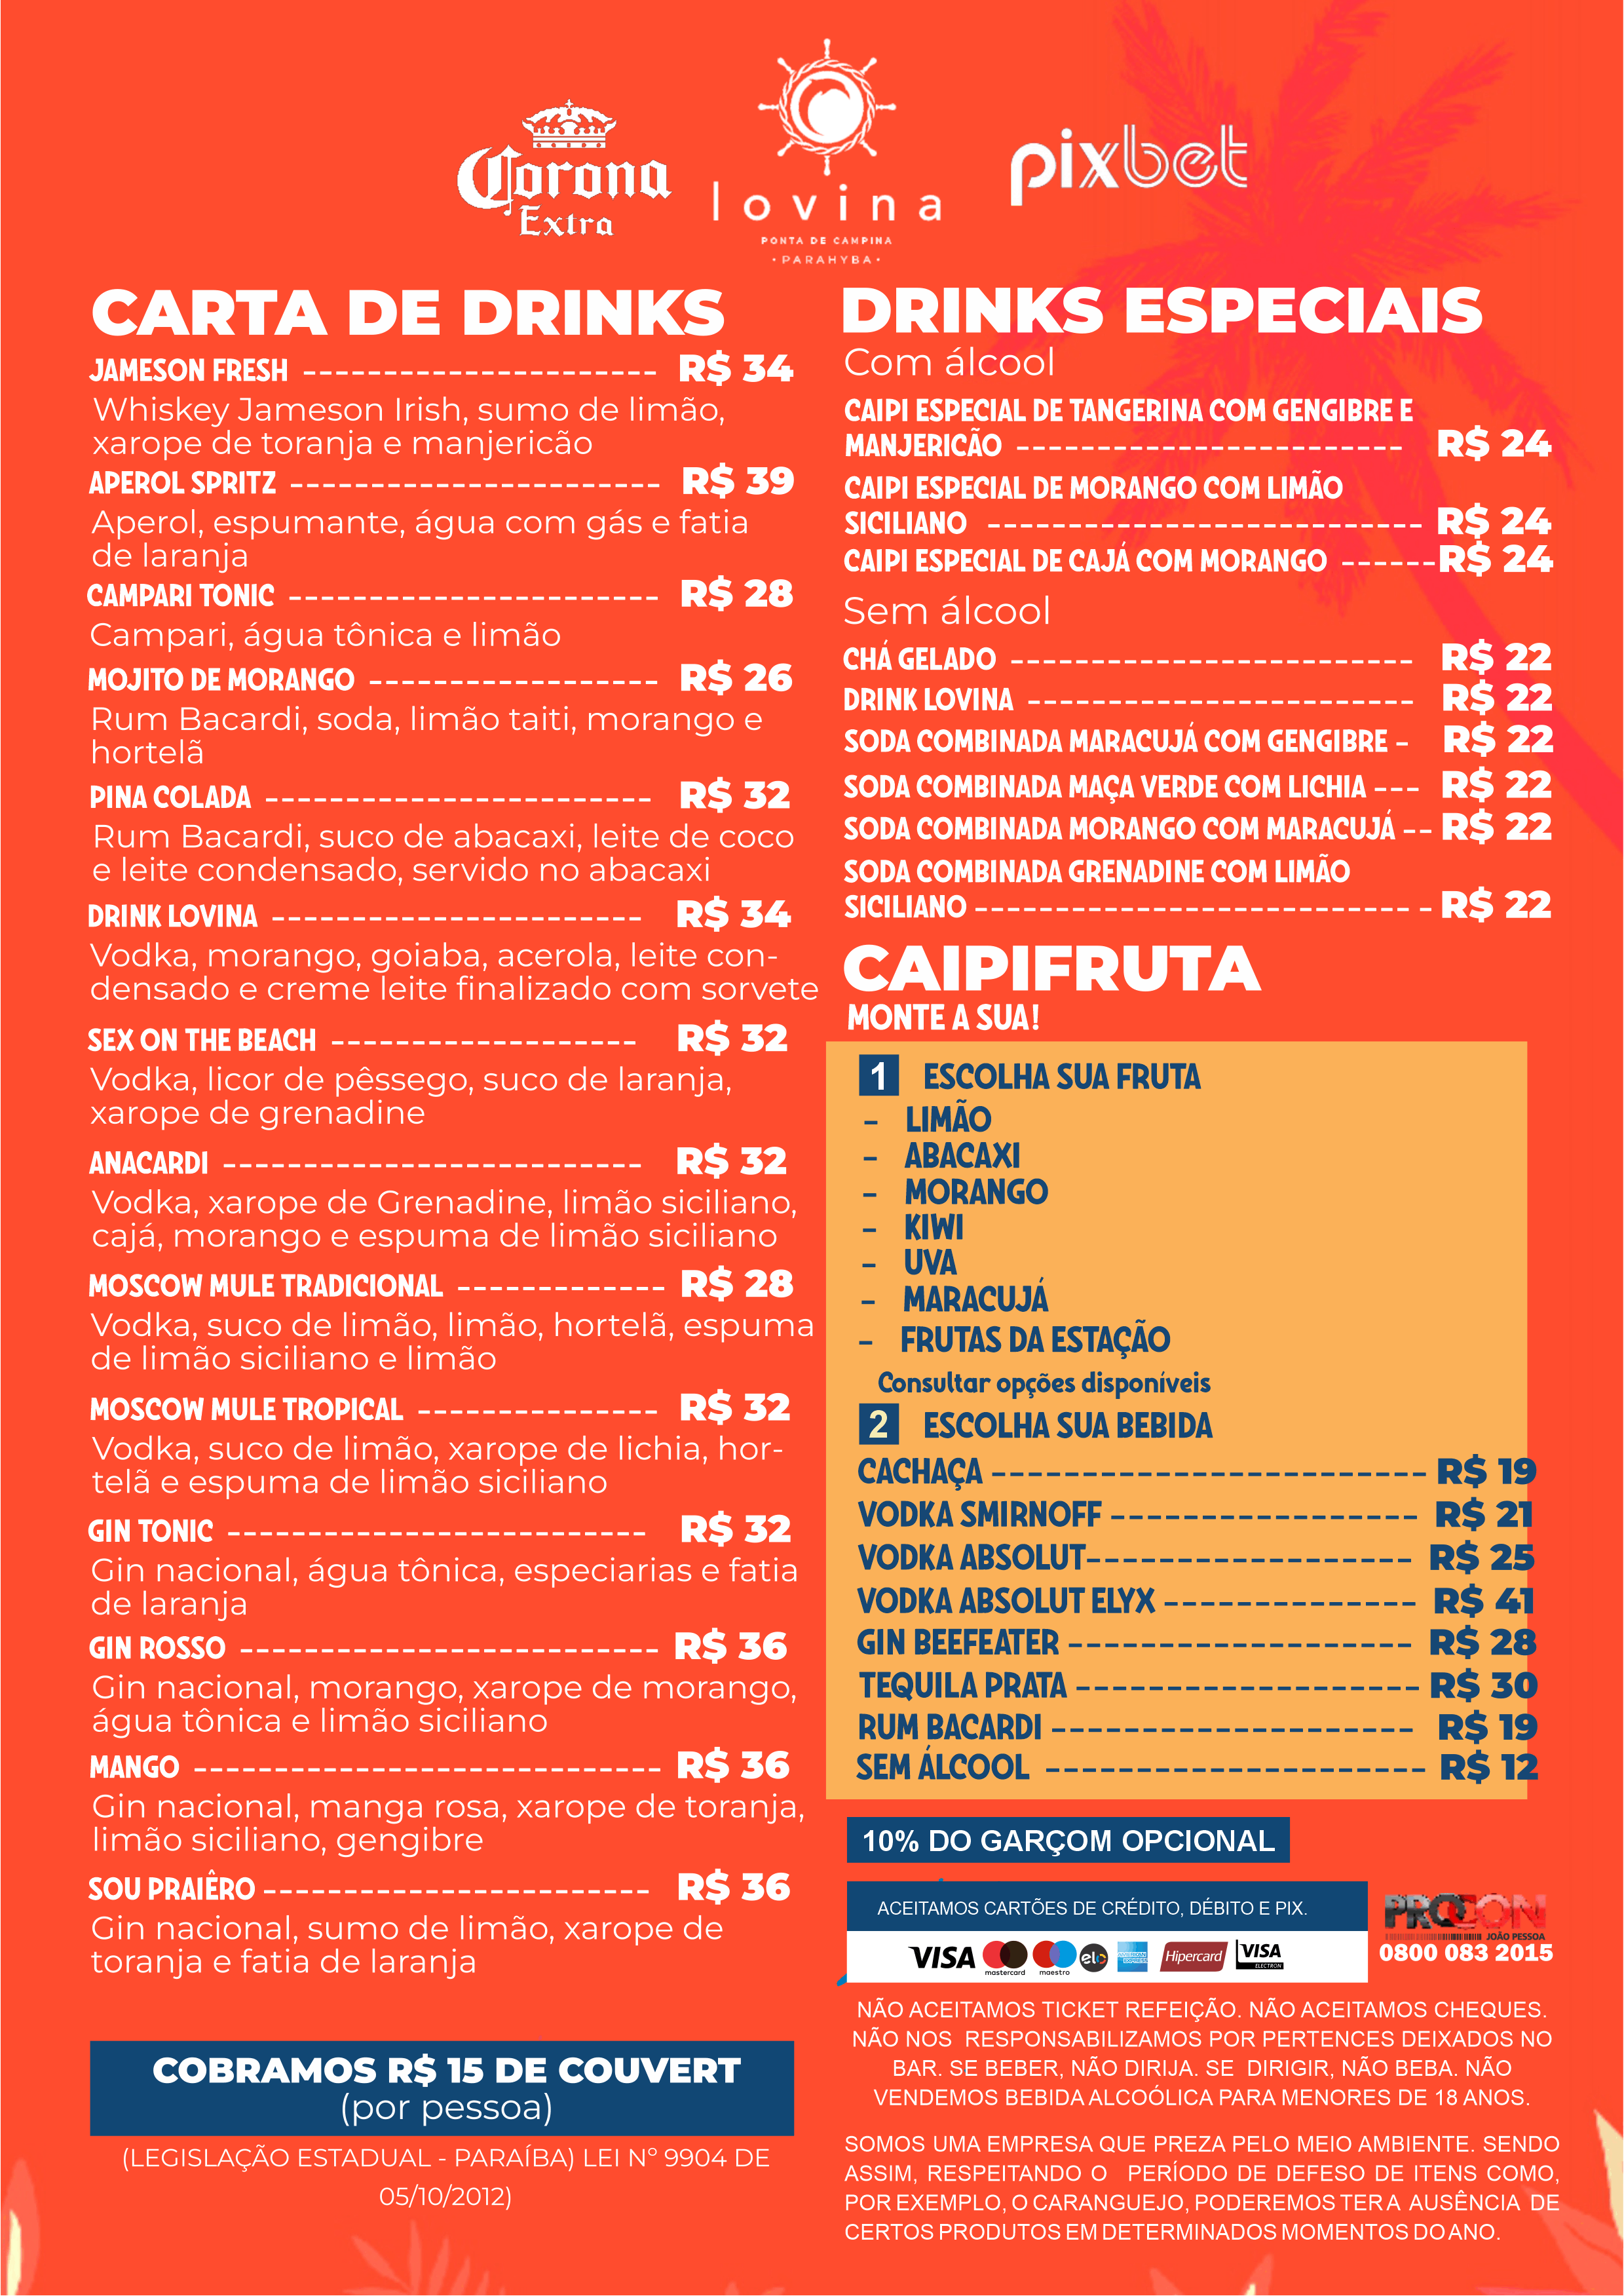 Corona
Extra
lovina
PONTA DE CAMPINA
• PARAHYBA •
pixbet
CARTA DE DRINKS
JAMESON FRESH ---------------------- R$ 34
Whiskey Jameson Irish, sumo de limão,
xarope de toranja e manjericão
APEROL SPRITZ ----------------------- R$ 39
Aperol, espumante, água com gás e fatia
de laranja
CAMPARI TONIC ----------------------- R$ 28
Campari, água tônica e limão
MOJITO DE MORANGO ------------------ R$ 26
Rum Bacardi, soda, limão taiti, morango e
hortelã
PINA COLADA ------------------------ R$ 32
Rum Bacardi, suco de abacaxi, leite de coco
e leite condensado, servido no abacaxi
DRINK LOVINA ----------------------- R$ 34
Vodka, morango, goiaba, acerola, leite con-
densado e creme leite finalizado com sorvete
SEX ON THE BEACH ------------------- R$ 32
Vodka, licor de pêssego, suco de laranja,
xarope de grenadine
ANACARDI -------------------------- R$ 32
Vodka, xarope de Grenadine, limão siciliano,
cajá, morango e espuma de limão siciliano
MOSCOW MULE TRADICIONAL ------------- R$ 28
Vodka, suco de limão, limão, hortelã, espuma
de limão siciliano e limão
MOSCOW MULE TROPICAL --------------- R$ 32
Vodka, suco de limão, xarope de lichia, hor-
telã e espuma de limão siciliano
GIN TONIC -------------------------- R$ 32
Gin nacional, água tônica, especiarias e fatia
de laranja
GIN ROSSO -------------------------- R$ 36
Gin nacional, morango, xarope de morango,
água tônica e limão siciliano
MANGO ----------------------------- R$ 36
Gin nacional, manga rosa, xarope de toranja,
limão siciliano, gengibre
SOU PRAIÊRO ------------------------ R$ 36
Gin nacional, sumo de limão, xarope de
toranja e fatia de laranja
COBRAMOS R$ 15 DE COUVERT
(por pessoa)
(LEGISLAÇÃO ESTADUAL - PARAÍBA) LEI Nº 9904 DE
05/10/2012)
DRINKS ESPECIAIS
Com álcool
CAIPI ESPECIAL DE TANGERINA COM GENGIBRE E
MANJERICÃO ------------------------ R$ 24
CAIPI ESPECIAL DE MORANGO COM LIMÃO
SICILIANO --------------------------- R$ 24
CAIPI ESPECIAL DE CAJÁ COM MORANGO ------R$ 24
Sem álcool
CHÁ GELADO ------------------------- R$ 22
DRINK LOVINA ------------------------ R$ 22
SODA COMBINADA MARACUJÁ COM GENGIBRE - R$ 22
SODA COMBINADA MAÇA VERDE COM LICHIA --- R$ 22
SODA COMBINADA MORANGO COM MARACUJÁ -- R$ 22
SODA COMBINADA GRENADINE COM LIMÃO
SICILIANO --------------------------- - R$ 22
CAIPIFRUTA
MONTE A SUA!
1 ESCOLHA SUA FRUTA
- LIMÃO
- ABACAXI
- MORANGO
- KIWI
- UVA
- MARACUJÁ
- FRUTAS DA ESTAÇÃO
Consultar opções disponíveis
2 ESCOLHA SUA BEBIDA
CACHAÇA ------------------------ R$ 19
VODKA SMIRNOFF ----------------- R$ 21
VODKA ABSOLUT------------------ R$ 25
VODKA ABSOLUT ELYX -------------- R$ 41
GIN BEEFEATER ------------------- R$ 28
TEQUILA PRATA ------------------- R$ 30
RUM BACARDI -------------------- R$ 19
SEM ÁLCOOL --------------------- R$ 12
10% DO GARÇOM OPCIONAL
ACEITAMOS CARTÕES DE CRÉDITO, DÉBITO E PIX.
VISA mastercard maestro elo AMERICAN EXPRESS Hipercard VISA ELECTRON
PROCON
JOÃO PESSOA
0800 083 2015
NÃO ACEITAMOS TICKET REFEIÇÃO. NÃO ACEITAMOS CHEQUES.
NÃO NOS RESPONSABILIZAMOS POR PERTENCES DEIXADOS NO
BAR. SE BEBER, NÃO DIRIJA. SE DIRIGIR, NÃO BEBA. NÃO
VENDEMOS BEBIDA ALCOÓLICA PARA MENORES DE 18 ANOS.
SOMOS UMA EMPRESA QUE PREZA PELO MEIO AMBIENTE. SENDO
ASSIM, RESPEITANDO O PERÍODO DE DEFESO DE ITENS COMO,
POR EXEMPLO, O CARANGUEJO, PODEREMOS TER A AUSÊNCIA DE
CERTOS PRODUTOS EM DETERMINADOS MOMENTOS DO ANO.